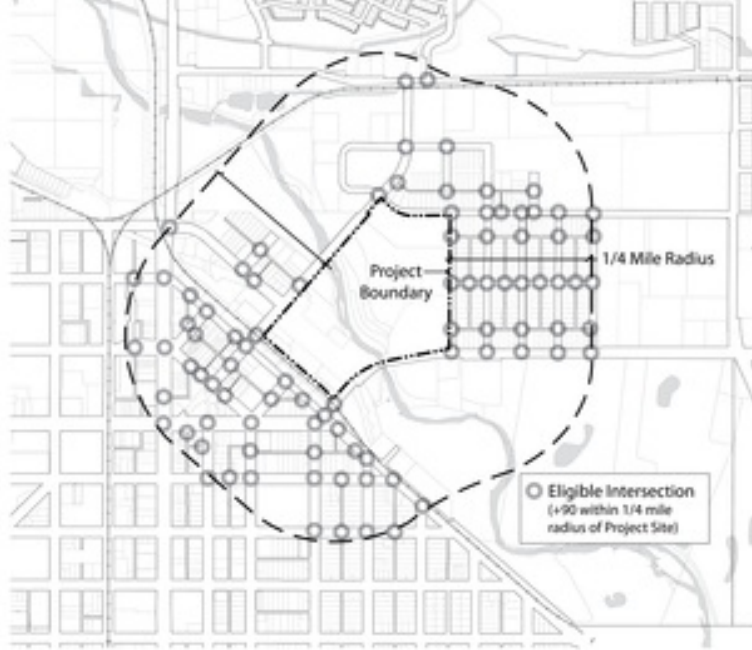 Project
Boundary
1/4 Mile Radius
Eligible Intersection
(+90 within 1/4 mile
radius of Project Site)